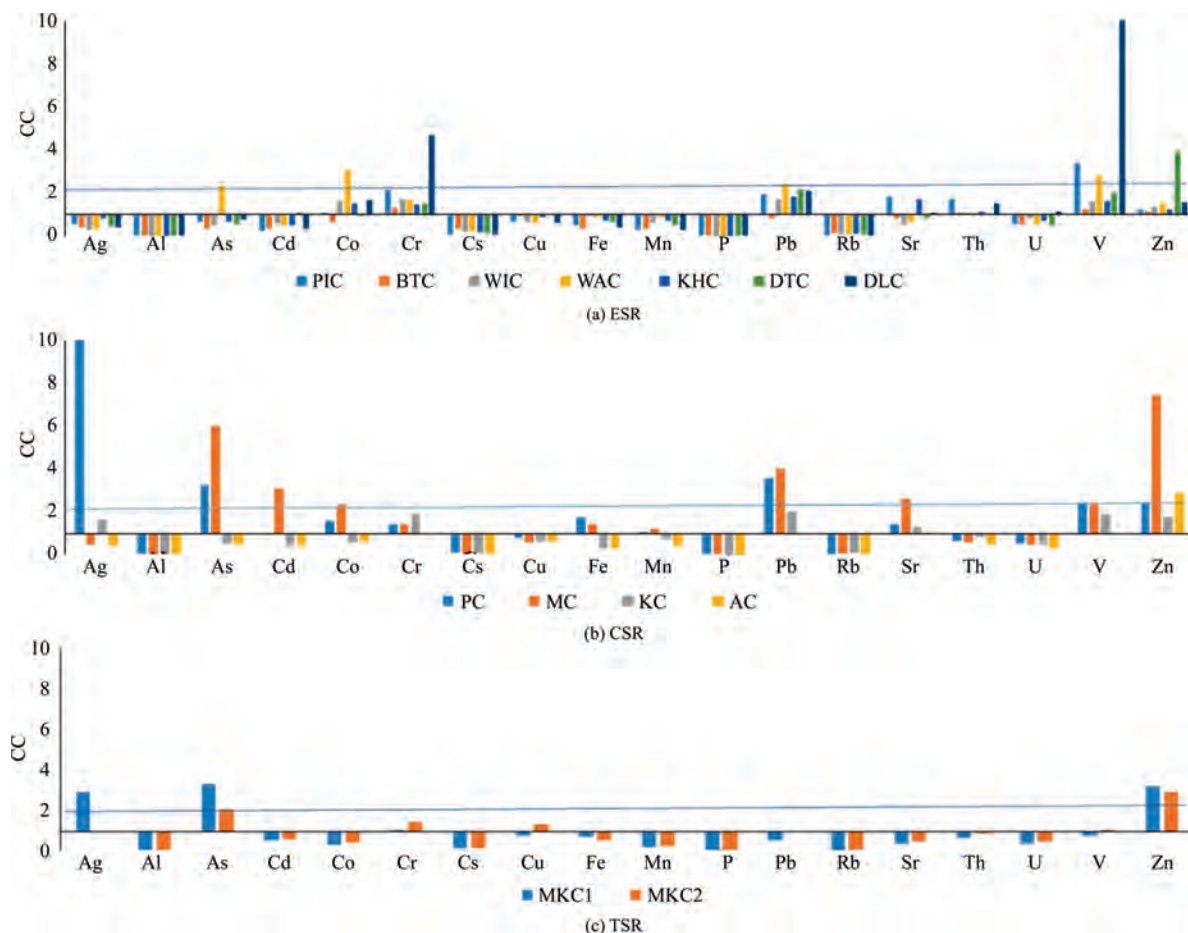 10
8
6
4
2
0
CC
Ag Al As Cd Co Cr Cs Cu Fe Mn P Pb Rb Sr Th U V Zn
PIC BTC WIC WAC KHC DTC DLC
(a) ESR
10
8
6
4
2
0
CC
Ag Al As Cd Co Cr Cs Cu Fe Mn P Pb Rb Sr Th U V Zn
PC MC KC AC
(b) CSR
10
8
6
4
2
0
CC
Ag Al As Cd Co Cr Cs Cu Fe Mn P Pb Rb Sr Th U V Zn
MKC1 MKC2
(c) TSR